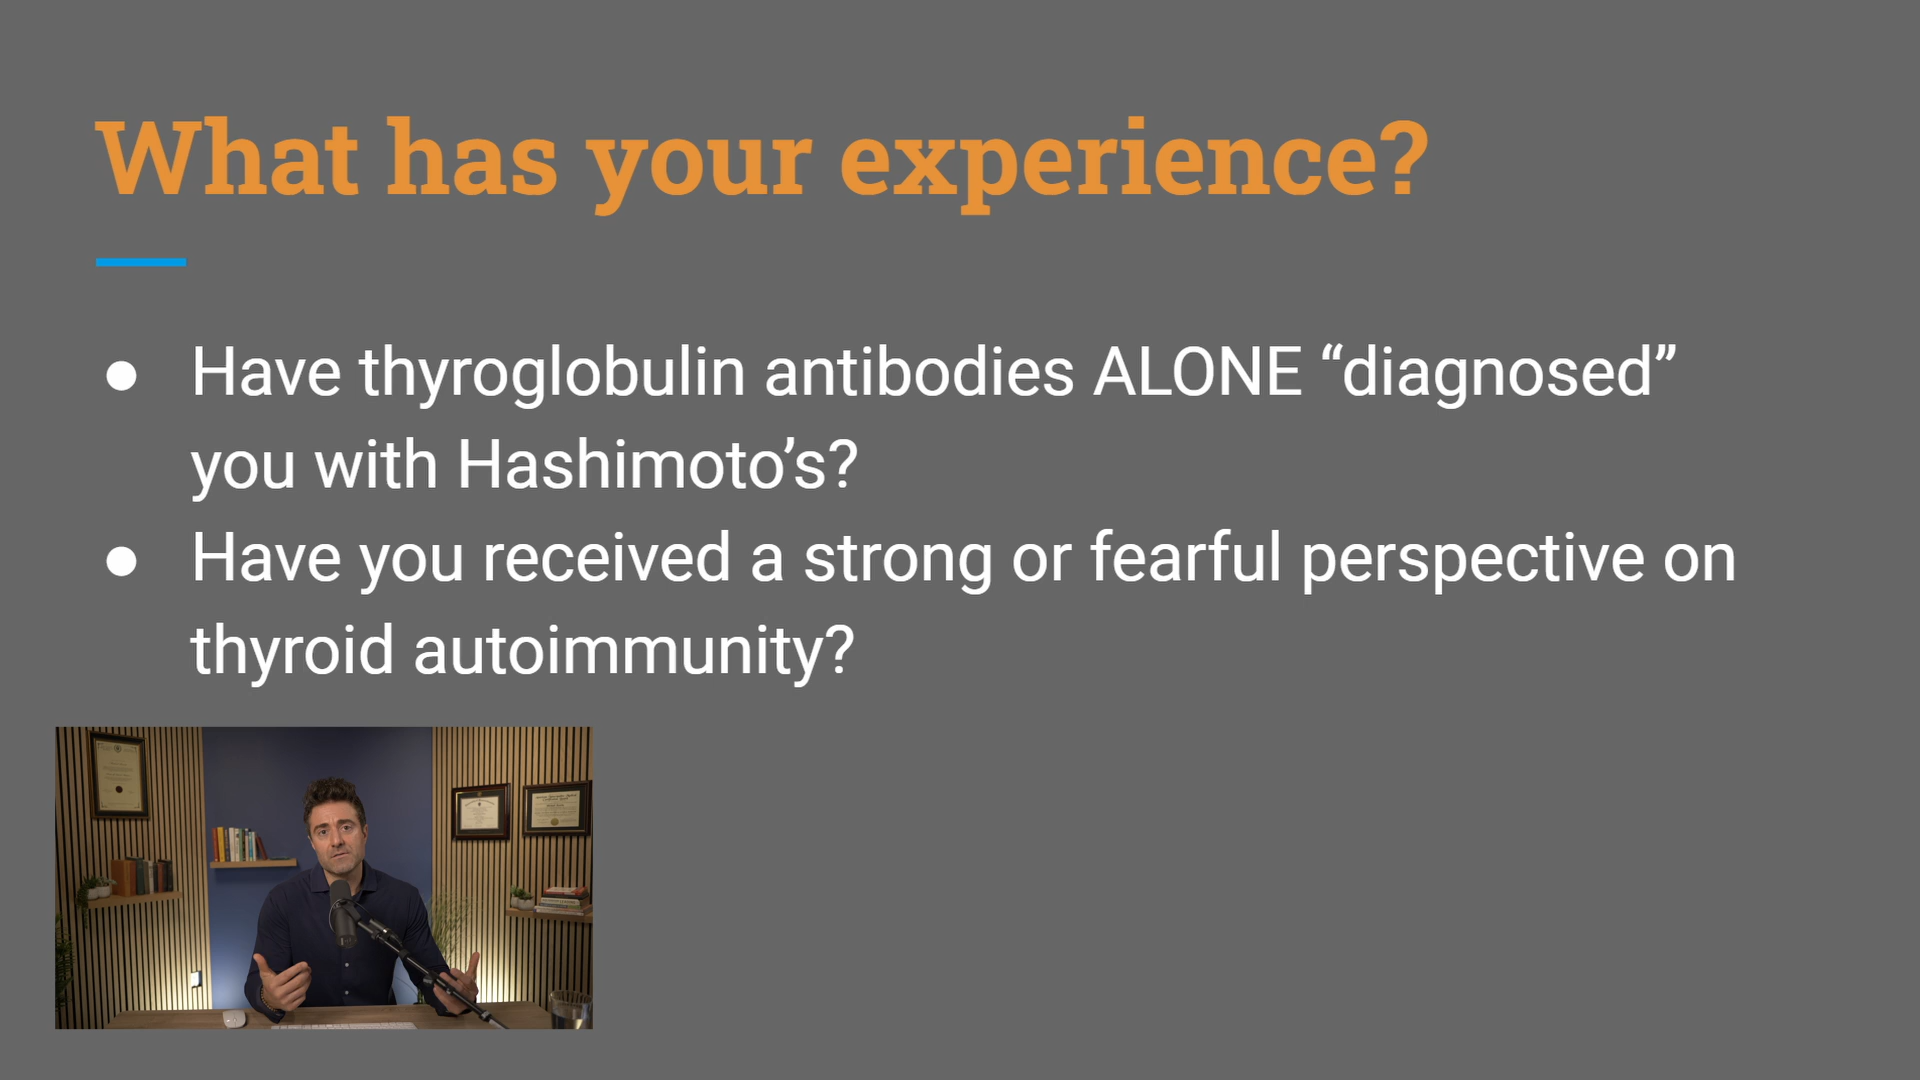 What has your experience?
● Have thyroglobulin antibodies ALONE “diagnosed”
you with Hashimoto’s?
● Have you received a strong or fearful perspective on
thyroid autoimmunity?